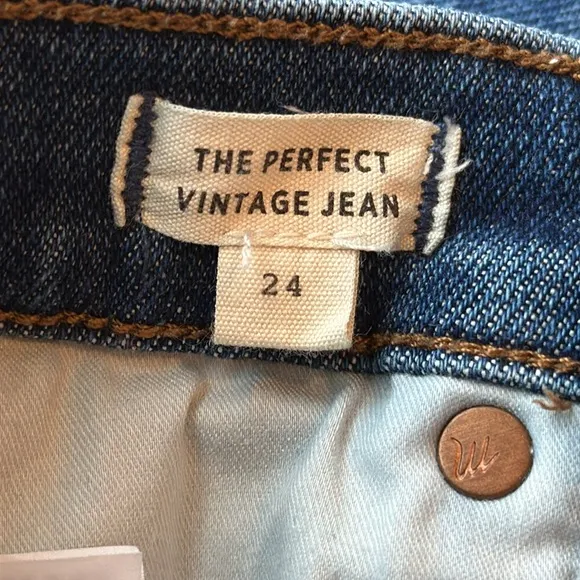 THE PERFECT
VINTAGE JEAN
24
m